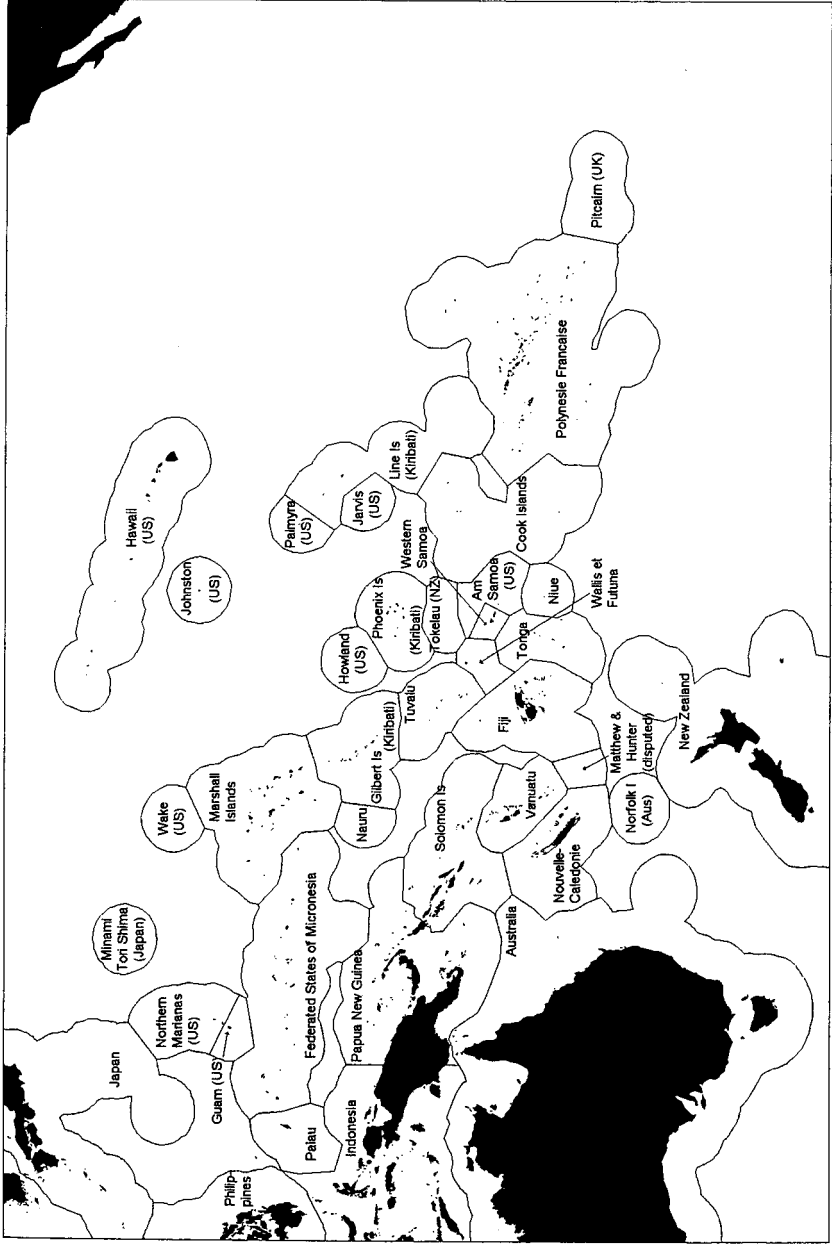 Japan
Minami
Tori Shima
(Japan)
Northern
Marianas
(US)
Guam (US)
Philip-
pines
Palau
Federated States of Micronesia
Indonesia
Papua New Guinea
Wake
(US)
Marshall
Islands
Nauru
Gilbert Is
(Kiribati)
Tuvalu
Solomon Is
Vanuatu
Nouvelle-
Caledonie
Australia
Fiji
Matthew &
Hunter
(disputed)
Norfolk I
(Aus)
New Zealand
Hawaii
(US)
Johnston
(US)
Howland
(US)
Phoenix Is
(Kiribati)
Tokelau (NZ)
Western
Samoa
Am
Samoa
(US)
Tonga
Niue
Wallis et
Futuna
Palmyra
(US)
Jarvis
(US)
Line Is
(Kiribati)
Cook Islands
Polynesie Francaise
Pitcairn (UK)